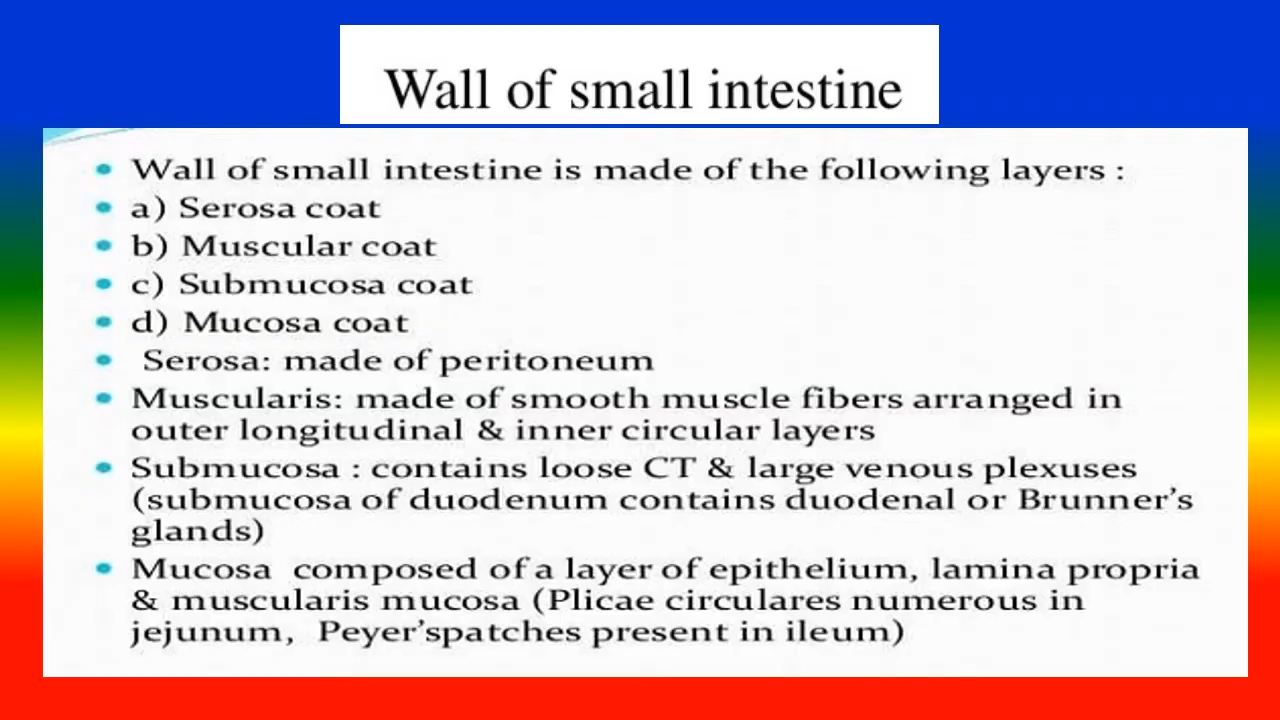 Wall of small intestine
• Wall of small intestine is made of the following layers :
• a) Serosa coat
• b) Muscular coat
• c) Submucosa coat
• d) Mucosa coat
• Serosa: made of peritoneum
• Muscularis: made of smooth muscle fibers arranged in
outer longitudinal & inner circular layers
• Submucosa : contains loose CT & large venous plexuses
(submucosa of duodenum contains duodenal or Brunner's
glands)
• Mucosa composed of a layer of epithelium, lamina propria
& muscularis mucosa (Plicae circulares numerous in
jejunum, Peyer'spatches present in ileum)